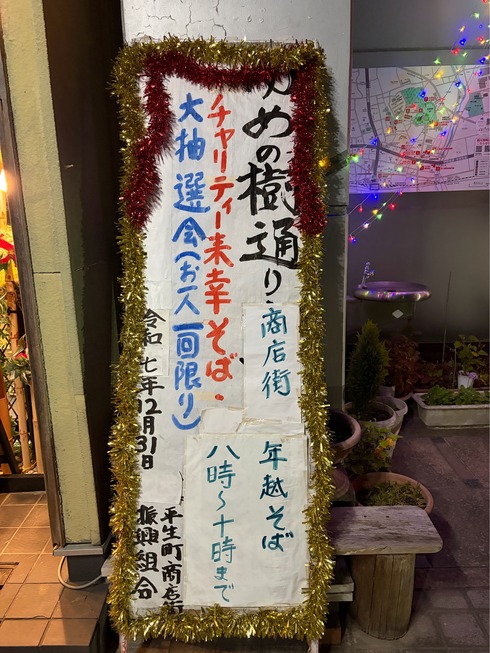 ゆめの樹通り
商店街
チャリティー来幸そば・
大抽選会(お一人一回限り)
年越そば
八時〜十時まで
令和七年12月31日
平生町商店街
振興組合